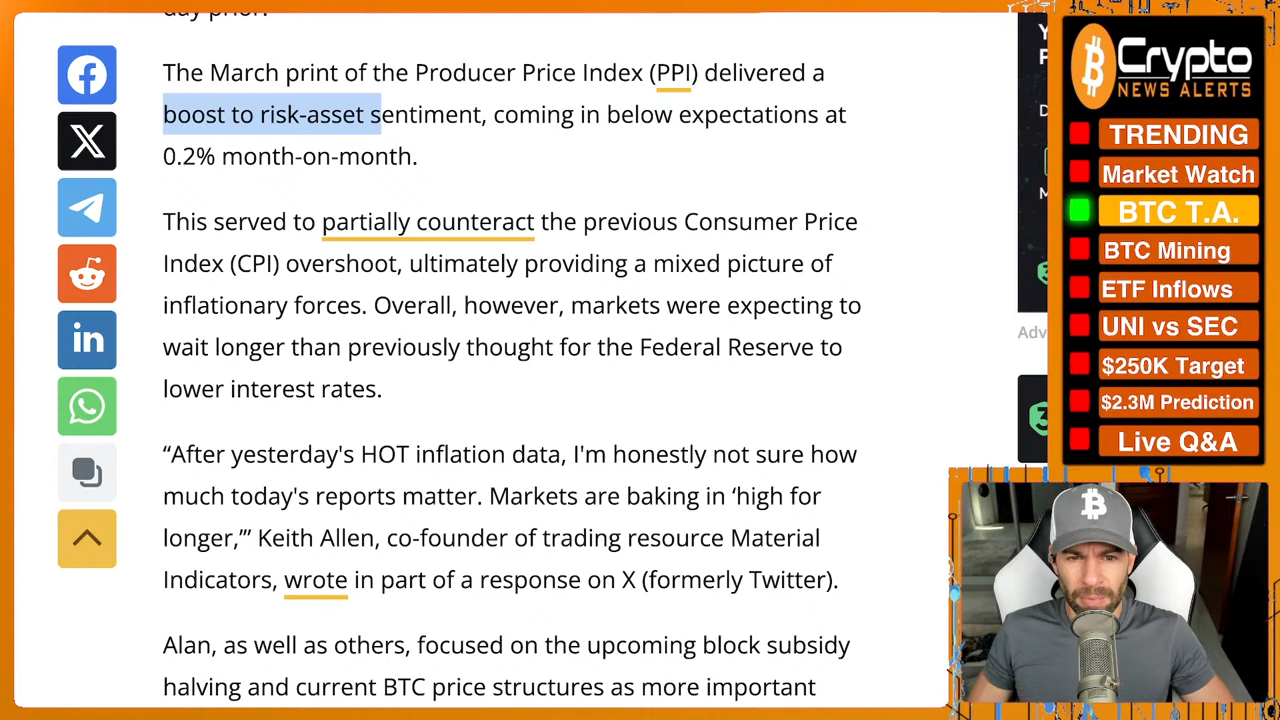 day prior.
The March print of the Producer Price Index (PPI) delivered a
boost to risk-asset sentiment, coming in below expectations at
0.2% month-on-month.
This served to partially counteract the previous Consumer Price
Index (CPI) overshoot, ultimately providing a mixed picture of
inflationary forces. Overall, however, markets were expecting to
wait longer than previously thought for the Federal Reserve to
lower interest rates.
“After yesterday's HOT inflation data, I'm honestly not sure how
much today's reports matter. Markets are baking in ‘high for
longer,’” Keith Allen, co-founder of trading resource Material
Indicators, wrote in part of a response on X (formerly Twitter).
Alan, as well as others, focused on the upcoming block subsidy
halving and current BTC price structures as more important
Adv
Crypto
NEWS ALERTS
TRENDING
Market Watch
BTC T.A.
BTC Mining
ETF Inflows
UNI vs SEC
$250K Target
$2.3M Prediction
Live Q&A